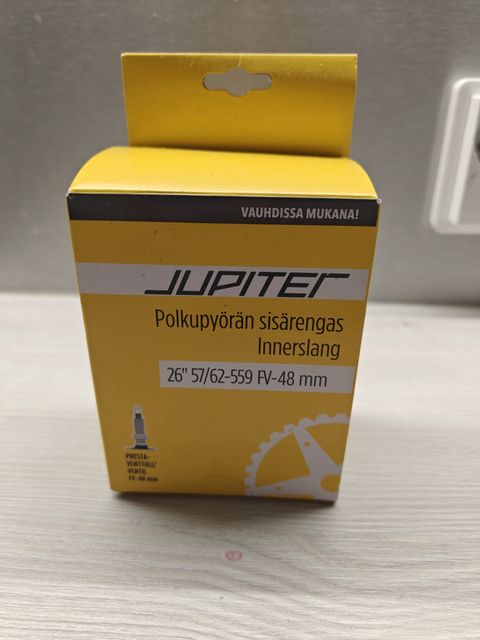 VAUHDISSA MUKANA!
JUPITER
Polkupyörän sisärengas
Innerslang
26" 57/62-559 FV-48 mm
PRESTA-
VENTTIILI/
VENTIL
FV-48 mm